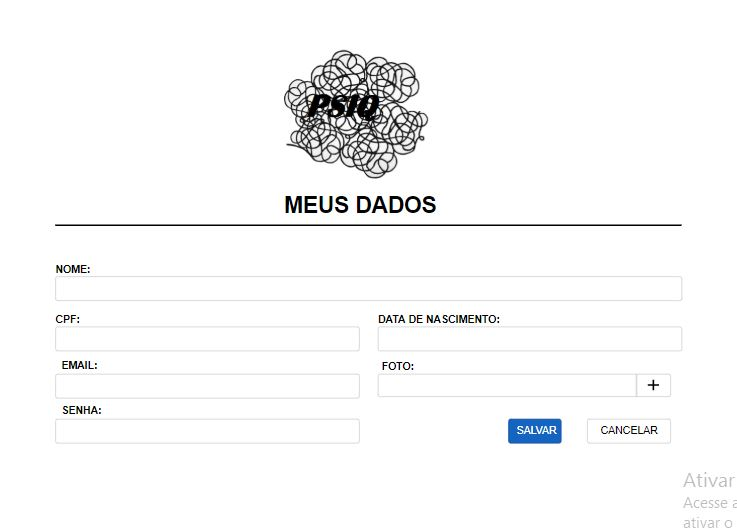 PSIQ
MEUS DADOS
NOME:
CPF:
DATA DE NASCIMENTO:
EMAIL:
FOTO:
+
SENHA:
SALVAR
CANCELAR
Ativar
Acesse a
ativar o